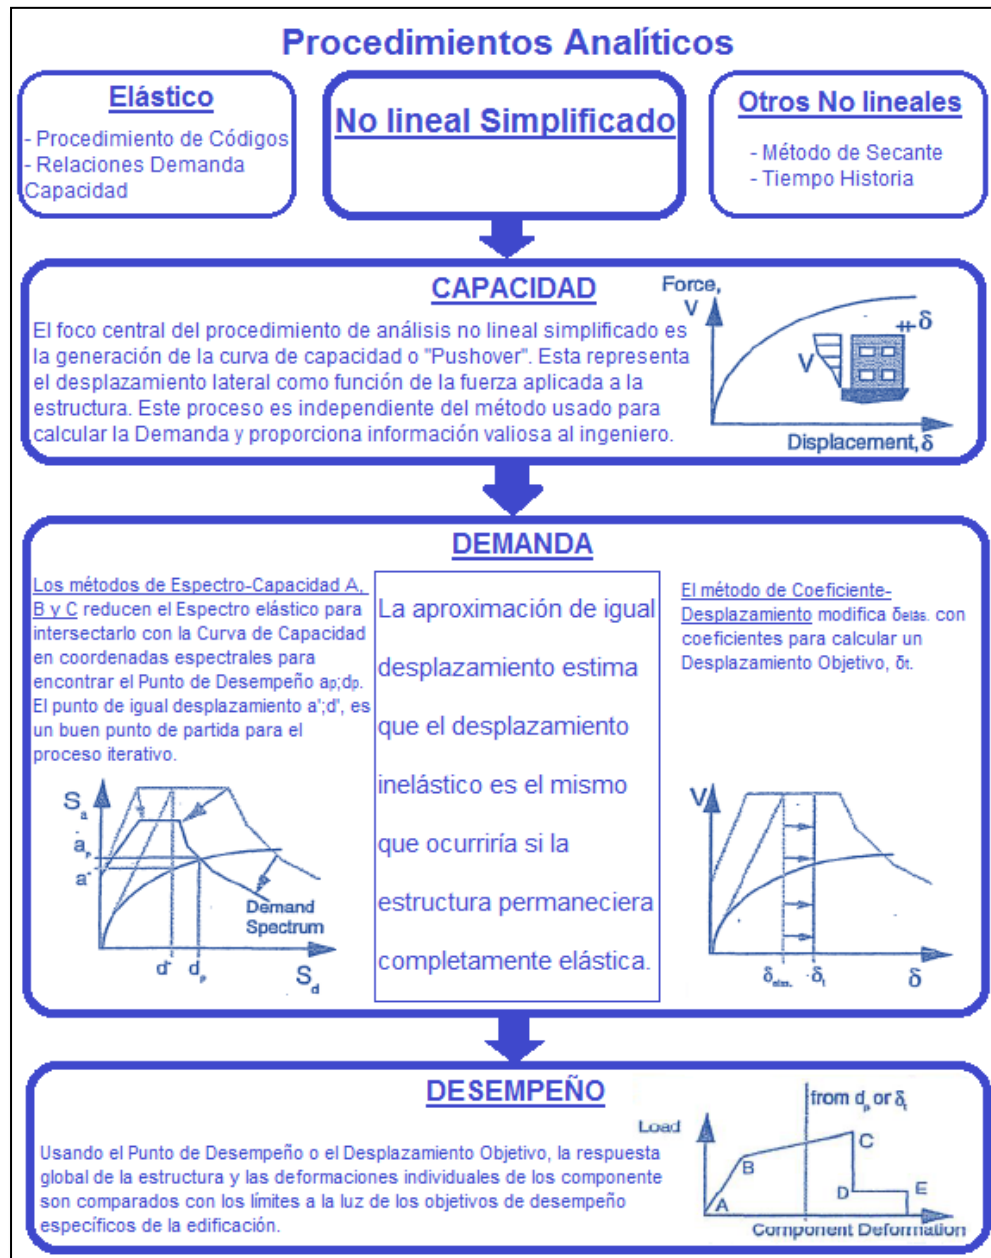 Procedimientos Analíticos
Elástico
- Procedimiento de Códigos
- Relaciones Demanda
Capacidad
No lineal Simplificado
Otros No lineales
- Método de Secante
- Tiempo Historia
CAPACIDAD
El foco central del procedimiento de análisis no lineal simplificado es
la generación de la curva de capacidad o "Pushover". Esta representa
el desplazamiento lateral como función de la fuerza aplicada a la
estructura. Este proceso es independiente del método usado para
calcular la Demanda y proporciona información valiosa al ingeniero.
Force,
V
δ
V
Displacement, δ
DEMANDA
Los métodos de Espectro-Capacidad A,
B y C reducen el Espectro elástico para
intersectarlo con la Curva de Capacidad
en coordenadas espectrales para
encontrar el Punto de Desempeño ap;dp.
El punto de igual desplazamiento a';d', es
un buen punto de partida para el
proceso iterativo.
Sa
ap
a'
Demand
Spectrum
d'
dp
Sd
La aproximación de igual
desplazamiento estima
que el desplazamiento
inelástico es el mismo
que ocurriría si la
estructura permaneciera
completamente elástica.
El método de Coeficiente-
Desplazamiento modifica δelás. con
coeficientes para calcular un
Desplazamiento Objetivo, δt.
V
δelas.
δt
δ
DESEMPEÑO
Usando el Punto de Desempeño o el Desplazamiento Objetivo, la respuesta
global de la estructura y las deformaciones individuales de los componente
son comparados con los límites a la luz de los objetivos de desempeño
específicos de la edificación.
from dp or δt
Load
A
B
C
D
E
Component Deformation